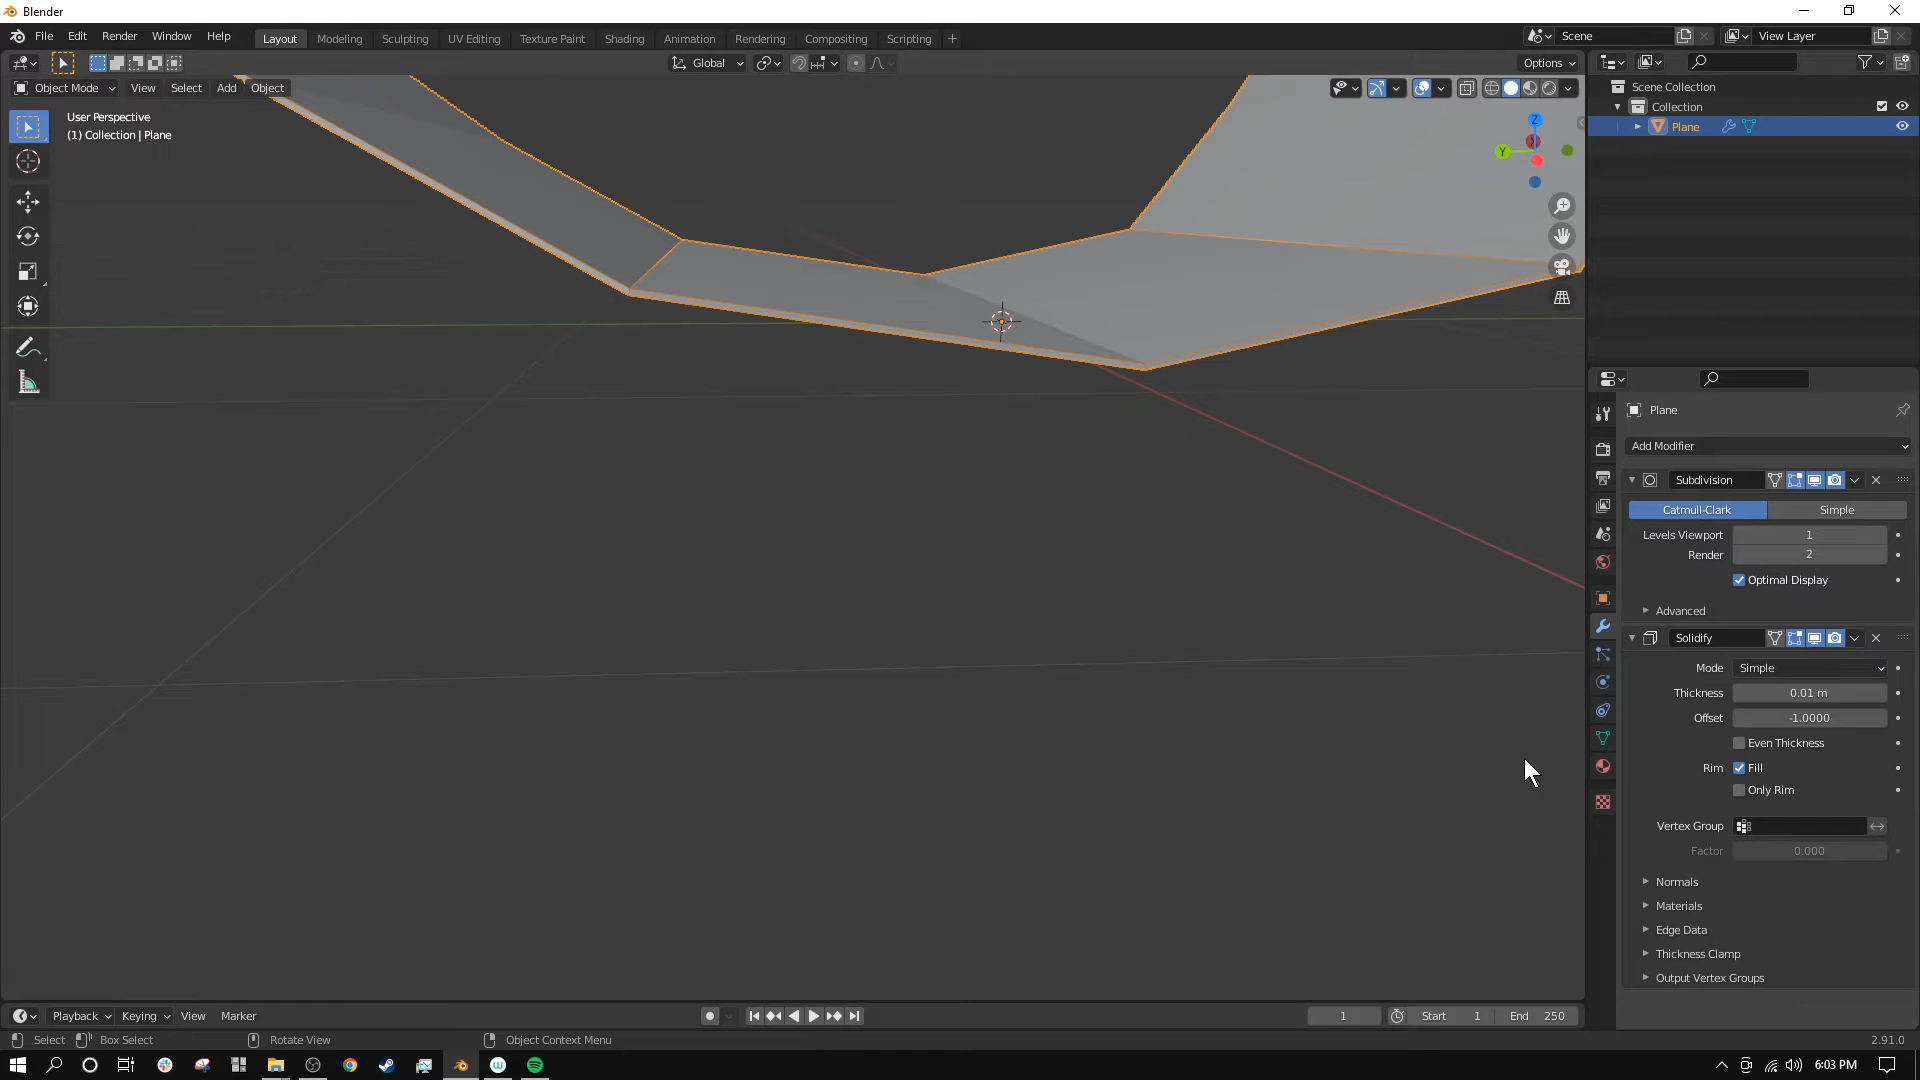 Blender
File Edit Render Window Help
Layout Modeling Sculpting UV Editing Texture Paint Shading Animation Rendering Compositing Scripting +
Scene
View Layer
Global
Options
Object Mode View Select Add Object
User Perspective
(1) Collection | Plane
Z
Y
X
Scene Collection
Collection
Plane
Plane
Add Modifier
Subdivision
Catmull-Clark Simple
Levels Viewport 1
Render 2
Optimal Display
Advanced
Solidify
Mode Simple
Thickness 0.01 m
Offset -1.0000
Even Thickness
Rim Fill
Only Rim
Vertex Group
Factor 0.000
Normals
Materials
Edge Data
Thickness Clamp
Output Vertex Groups
Playback Keying View Marker
1 Start 1 End 250
Select Box Select Rotate View Object Context Menu 2.91.0
6:03 PM